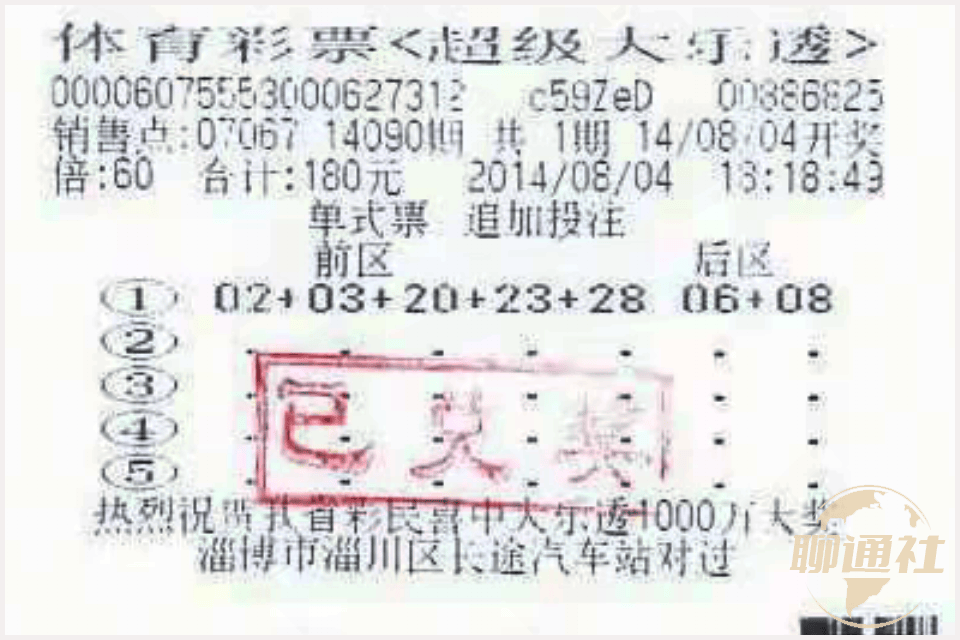 体育彩票<超级大乐透>
000060755530000627312 c59ZeD 00886825
销售点:07067 14090期 共 1期 14/08/04开奖
倍:60 合计:180元 2014/08/04 18:18:49
单式票 追加投注
前区 后区
① 02+03+20+23+28 06+08
②
③
④
⑤
已兑奖
热烈祝贺我省彩民喜中大乐透1000万大奖
淄博市淄川区长途汽车站对过
聊通社